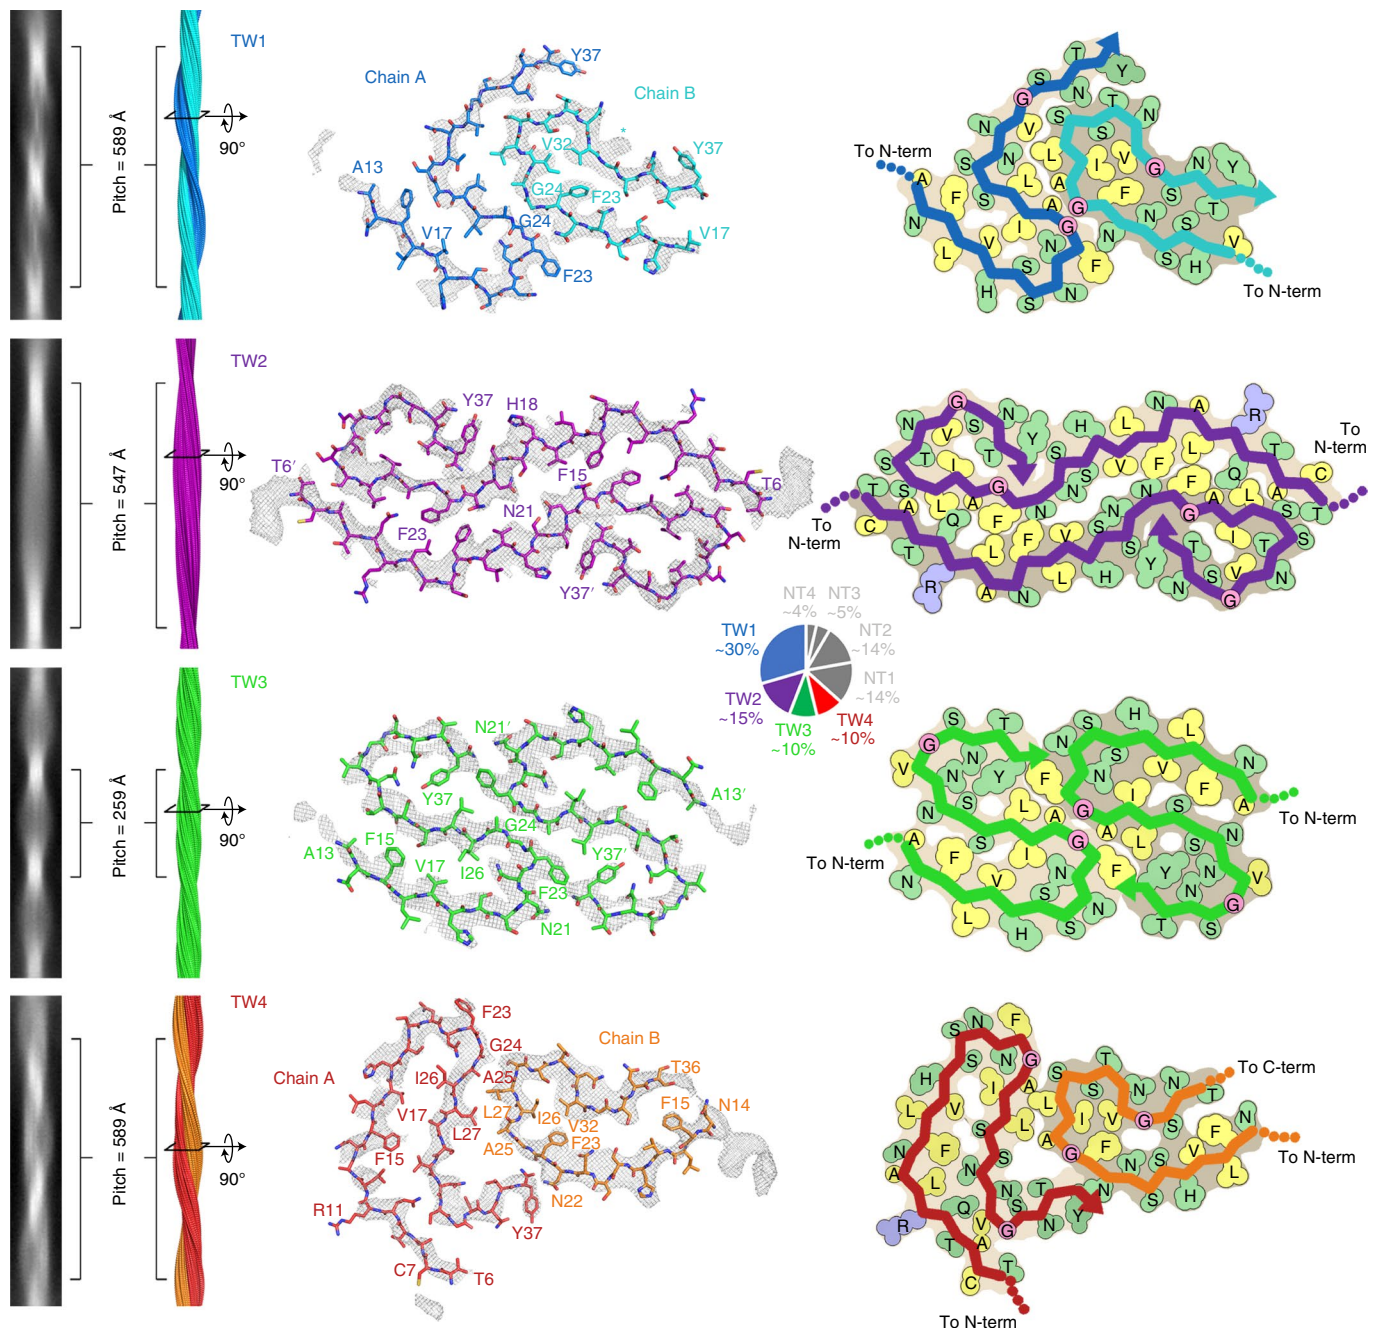 TW1
Pitch = 589 Å
90°
Chain A
Chain B
Y37
A13
V17
G24
F23
V32
G24
F23
Y37
V17
*
To N-term
A
N
F
L
H
V
S
N
I
N
S
F
G
A
L
S
N
S
N
V
G
S
N
T
Y
To N-term
V
H
S
S
T
N
N
G
A
F
L
I
V
S
S
T
N
G
N
Y
TW2
Pitch = 547 Å
90°
T6′
Y37
H18
F15
T6
F23
N21
Y37′
To
N-term
To
N-term
G
N
V
S
N
T
Y
S
T
I
T
S
G
A
L
A
Q
C
T
R
A
N
L
F
F
N
L
V
H
S
N
S
N
G
A
L
A
S
T
C
Q
T
R
A
N
L
L
F
F
V
H
S
S
N
Y
T
N
S
V
G
N
I
T
S
TW1
~30%
TW2
~15%
TW3
~10%
TW4
~10%
NT1
~14%
NT2
~14%
NT3
~5%
NT4
~4%
TW3
Pitch = 259 Å
90°
N21′
Y37
A13′
G24
A13
F15
V17
I26
F23
Y37′
N21
To N-term
To N-term
S
T
G
V
N
N
Y
N
S
L
F
A
G
I
S
A
N
F
L
V
H
S
N
S
N
F
N
S
H
L
N
S
V
F
A
G
I
S
A
L
N
Y
N
N
V
G
S
T
TW4
Pitch = 589 Å
90°
Chain A
Chain B
F23
G24
A25
I26
V17
L27
F15
R11
C7
T6
Y37
L27
I26
V32
A25
F23
N22
T36
F15
N14
To C-term
To N-term
To N-term
S
N
F
G
N
S
H
I
A
V
L
L
S
S
F
A
L
N
N
R
Q
V
A
T
C
T
G
S
N
T
N
Y
S
S
T
N
N
T
G
S
V
I
L
A
G
F
N
S
S
H
V
L
F
N
N